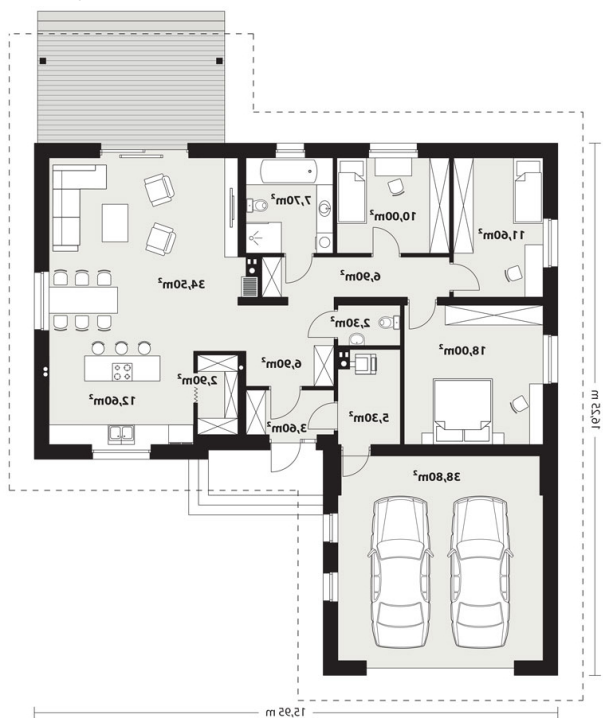 7,70m²
10,00m²
11,60m²
6,90m²
34,50m²
2,30m²
18,00m²
6,90m²
2,90m²
12,60m²
3,60m²
5,30m²
38,80m²
16,25 m
15,95 m